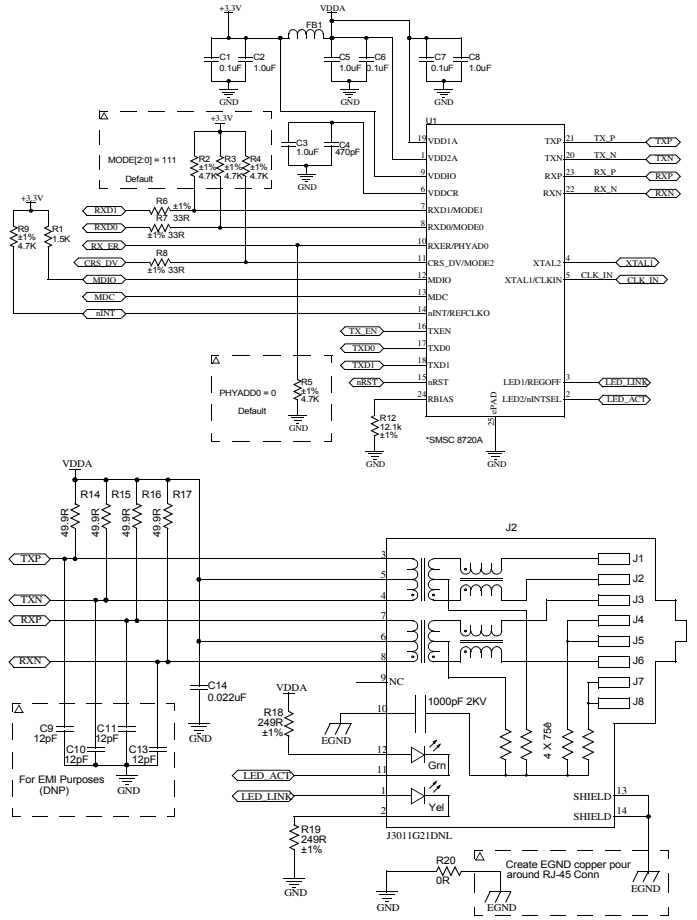 +3.3V VDDA
FB1
C1 0.1uF C2 1.0uF C5 1.0uF C6 0.1uF C7 0.1uF C8 1.0uF
GND GND GND
U1
+3.3V
MODE[2:0] = 111
Default
R2 ±1% 4.7K R3 ±1% 4.7K R4 ±1% 4.7K
C3 1.0uF C4 470pF
GND
19 VDD1A
1 VDD2A
9 VDDIO
6 VDDCR
TXP 21 TX_P TXP
TXN 20 TX_N TXN
RXP 23 RX_P RXP
RXN 22 RX_N RXN
+3.3V
R9 ±1% 4.7K
R1 1.5K
RXD1 R6 ±1% 33R 7 RXD1/MODE1
RXD0 R7 ±1% 33R 8 RXD0/MODE0
RX_ER 10 RXER/PHYAD0
CRS_DV R8 ±1% 33R 11 CRS_DV/MODE2
MDIO 12 MDIO
MDC 13 MDC
nINT 14 nINT/REFCLKO
XTAL2 4 XTAL1
XTAL1/CLKIN 5 CLK_IN CLK_IN
TX_EN 16 TXEN
TXD0 17 TXD0
TXD1 18 TXD1
nRST 15 nRST
24 RBIAS
LED1/REGOFF 3 LED_LINK
LED2/nINTSEL 2 LED_ACT
PHYADD0 = 0
Default
R5 ±1% 4.7K
GND
R12
12.1k
±1%
GND
25 ePAD
GND
*SMSC 8720A
VDDA
R14 R15 R16 R17
49.9R 49.9R 49.9R 49.9R
J2
TXP 3 J1
5 J2
TXN 4 J3
RXP 7 J4
6 J5
RXN 8 J6
9 NC J7
10 J8
C14
0.022uF
GND
VDDA
R18
249R
±1%
EGND
1000pF 2KV
4 X 75ê
C9 12pF C10 12pF C11 12pF C13 12pF
For EMI Purposes
(DNP)
GND
12 Grn
LED_ACT 11
LED_LINK 1 Yel
2
SHIELD 13
SHIELD 14
J3011G21DNL
R19
249R
±1%
GND
R20
0R
GND EGND
Create EGND copper pour
around RJ-45 Conn
EGND